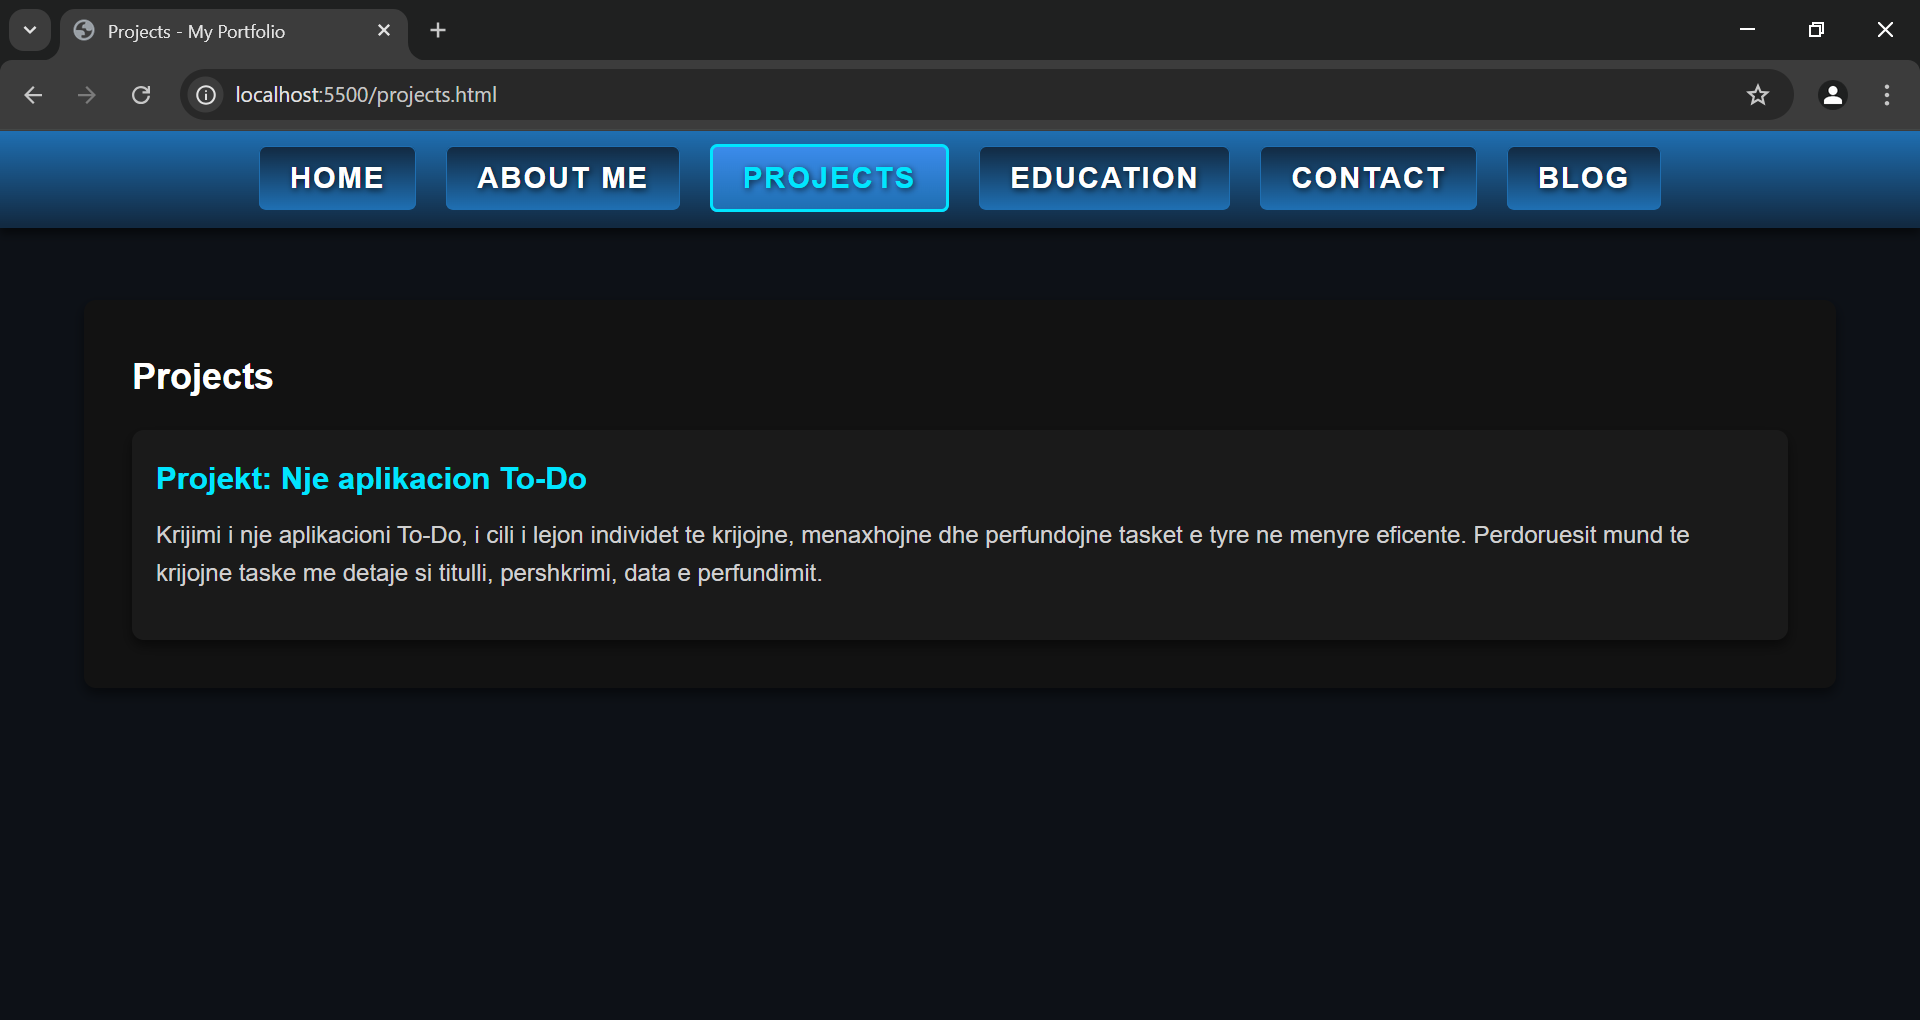 Projects - My Portfolio
localhost:5500/projects.html
HOME ABOUT ME PROJECTS EDUCATION CONTACT BLOG
Projects
Projekt: Nje aplikacion To-Do
Krijimi i nje aplikacioni To-Do, i cili i lejon individet te krijojne, menaxhojne dhe perfundojne tasket e tyre ne menyre eficente. Perdoruesit mund te
krijojne taske me detaje si titulli, pershkrimi, data e perfundimit.